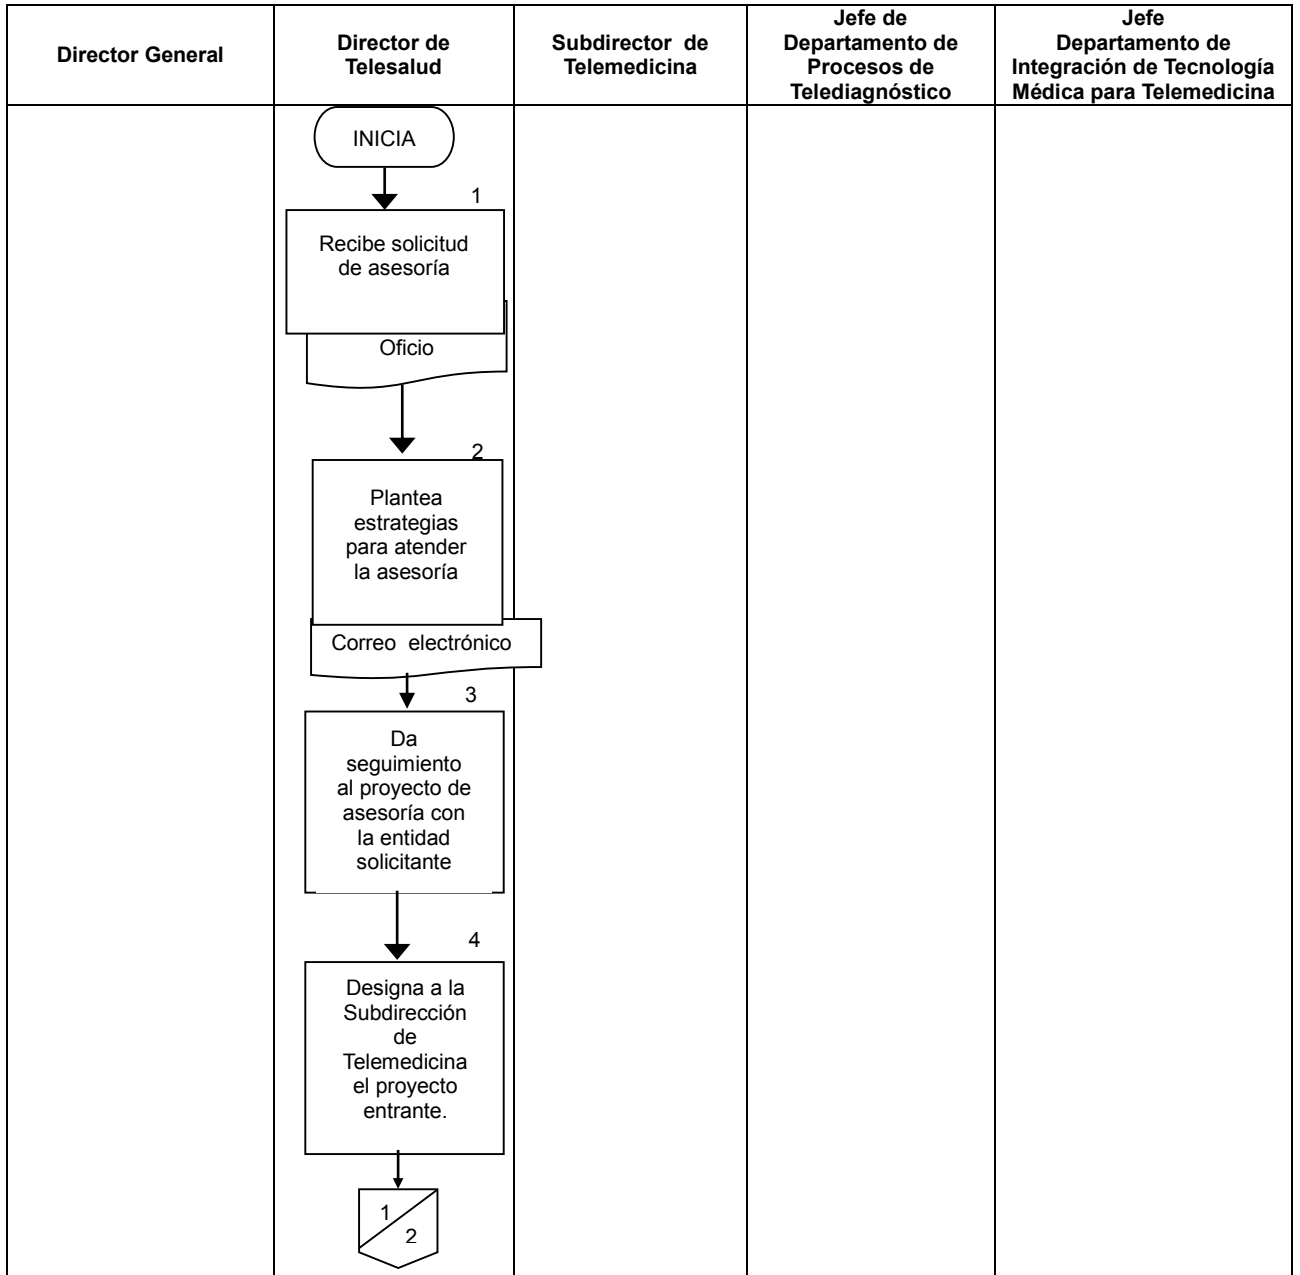 Director General
Director de
Telesalud
Subdirector de
Telemedicina
Jefe de
Departamento de
Procesos de
Telediagnóstico
Jefe
Departamento de
Integración de Tecnología
Médica para Telemedicina
INICIA
1
Recibe solicitud
de asesoría
Oficio
2
Plantea
estrategias
para atender
la asesoría
Correo electrónico
3
Da
seguimiento
al proyecto de
asesoría con
la entidad
solicitante
4
Designa a la
Subdirección
de
Telemedicina
el proyecto
entrante.
1
2